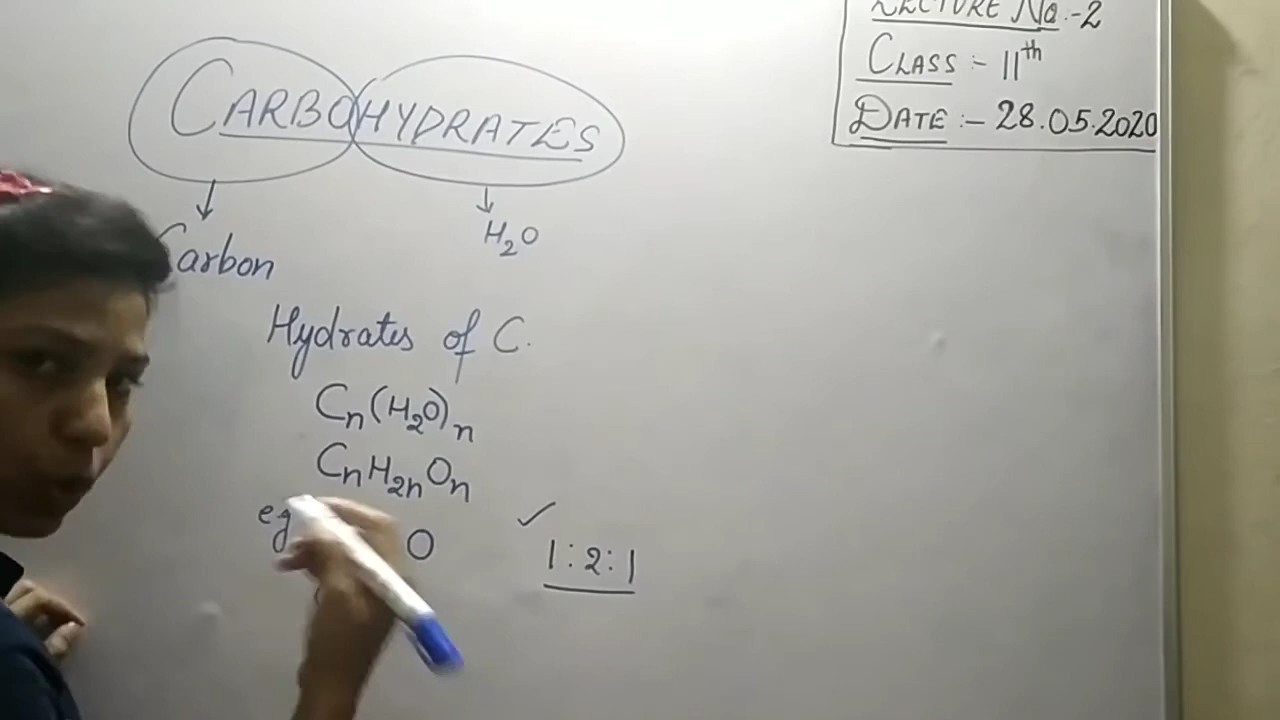 LECTURE No.-2
CLASS :- 11th
DATE :- 28.05.2020
CARBOHYDRATES
Carbon
H2O
Hydrates of C.
Cn(H2O)n
CnH2nOn
eg O
1:2:1